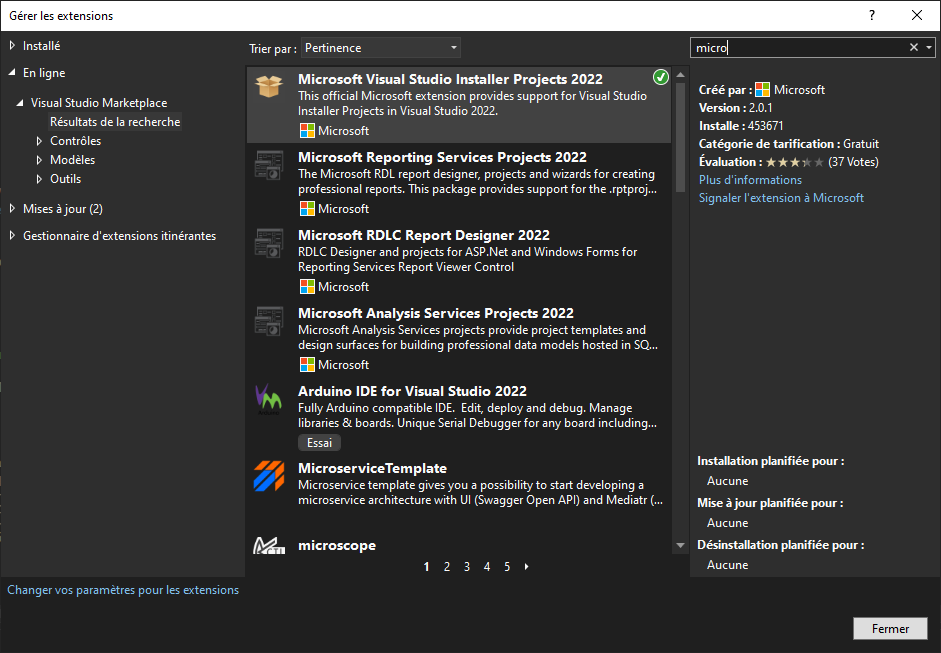 Gérer les extensions
?
Installé
En ligne
Visual Studio Marketplace
Résultats de la recherche
Contrôles
Modèles
Outils
Mises à jour (2)
Gestionnaire d'extensions itinérantes
Trier par : Pertinence
Microsoft Visual Studio Installer Projects 2022
This official Microsoft extension provides support for Visual Studio
Installer Projects in Visual Studio 2022.
Microsoft
Microsoft Reporting Services Projects 2022
The Microsoft RDL report designer, projects and wizards for creating
professional reports. This package provides support for the .rptproj...
Microsoft
Microsoft RDLC Report Designer 2022
RDLC Designer and projects for ASP.Net and Windows Forms for
Reporting Services Report Viewer Control
Microsoft
Microsoft Analysis Services Projects 2022
Microsoft Analysis Services projects provide project templates and
design surfaces for building professional data models hosted in SQ...
Microsoft
Arduino IDE for Visual Studio 2022
Fully Arduino compatible IDE. Edit, deploy and debug. Manage
libraries & boards. Unique Serial Debugger for any board including...
Essai
MicroserviceTemplate
Microservice template gives you a possibility to start developing a
microservice architecture with UI (Swagger Open API) and Mediatr (...
microscope
1 2 3 4 5
micro
Créé par : Microsoft
Version : 2.0.1
Installe : 453671
Catégorie de tarification : Gratuit
Évaluation : (37 Votes)
Plus d'informations
Signaler l'extension à Microsoft
Installation planifiée pour :
Aucune
Mise à jour planifiée pour :
Aucune
Désinstallation planifiée pour :
Aucune
Changer vos paramètres pour les extensions
Fermer